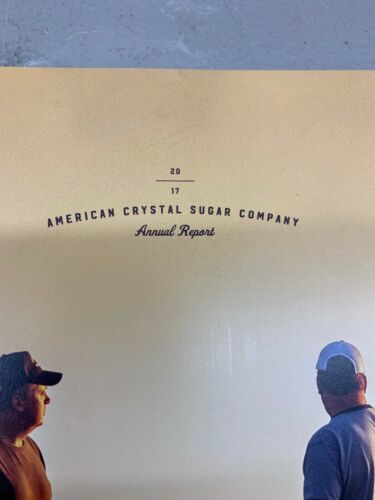 20
17
AMERICAN CRYSTAL SUGAR COMPANY
Annual Report